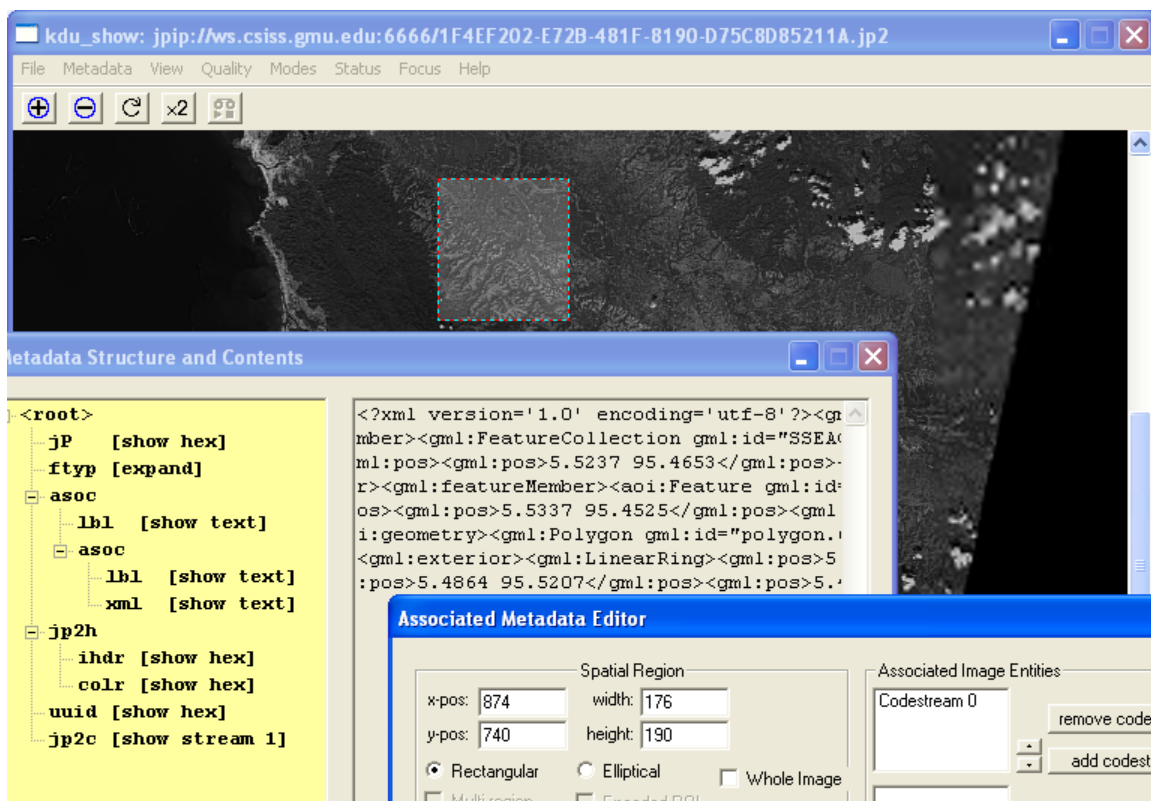 kdu_show: jpip://ws.csiss.gmu.edu:6666/1F4EF202-E72B-481F-8190-D75C8D85211A.jp2
File Metadata View Quality Modes Status Focus Help
x2
Metadata Structure and Contents
<root>
jP [show hex]
ftyp [expand]
asoc
lbl [show text]
asoc
lbl [show text]
xml [show text]
jp2h
ihdr [show hex]
colr [show hex]
uuid [show hex]
jp2c [show stream 1]
<?xml version='1.0' encoding='utf-8'?>
mber><gml:FeatureCollection gml:id="SSEA
ml:pos><gml:pos>5.5237 95.4653</gml:pos>
r><gml:featureMember><aoi:Feature gml:id=
os><gml:pos>5.5337 95.4525</gml:pos><gml
i:geometry><gml:Polygon gml:id="polygon.
<gml:exterior><gml:LinearRing><gml:pos>5
:pos>5.4864 95.5207</gml:pos><gml:pos>5.
Associated Metadata Editor
Spatial Region
x-pos: 874 width: 176
y-pos: 740 height: 190
Rectangular Elliptical Whole Image
Associated Image Entities
Codestream 0
remove code
add codest